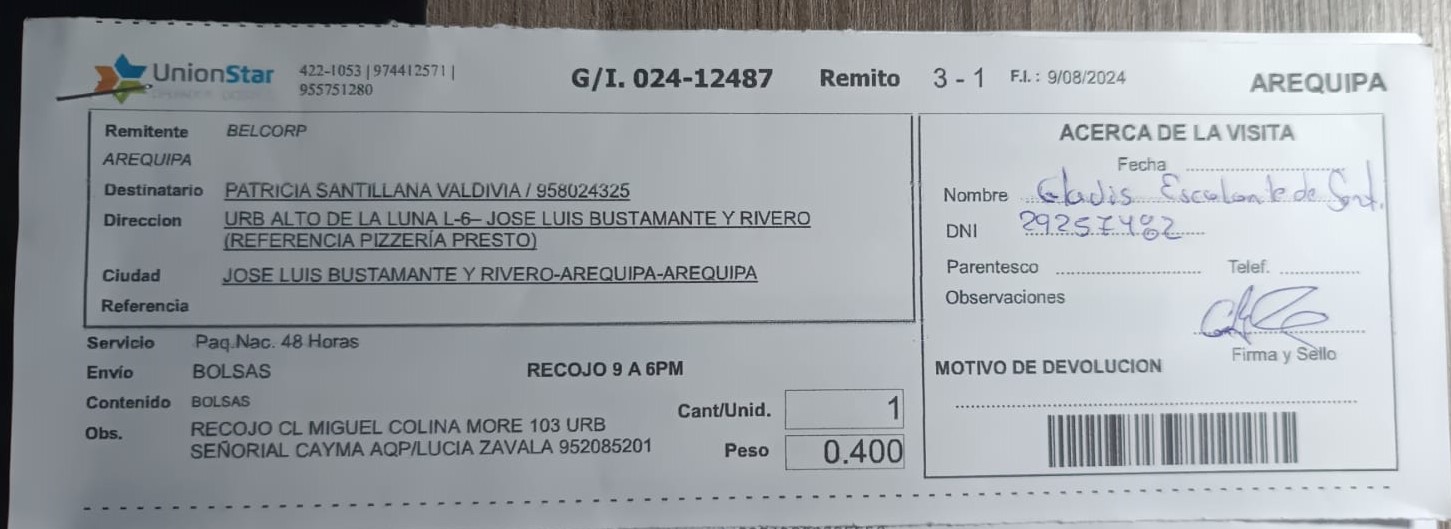 UnionStar 422-1053 | 974412571 |
955751280
G/I. 024-12487 Remito 3 - 1 F.I. : 9/08/2024 AREQUIPA
Remitente BELCORP
AREQUIPA
Destinatario PATRICIA SANTILLANA VALDIVIA / 958024325
Direccion URB ALTO DE LA LUNA L-6– JOSE LUIS BUSTAMANTE Y RIVERO
(REFERENCIA PIZZERÍA PRESTO)
Ciudad JOSE LUIS BUSTAMANTE Y RIVERO-AREQUIPA-AREQUIPA
Referencia
Servicio Paq.Nac. 48 Horas
Envío BOLSAS RECOJO 9 A 6PM
Contenido BOLSAS
Obs. RECOJO CL MIGUEL COLINA MORE 103 URB
SEÑORIAL CAYMA AQP/LUCIA ZAVALA 952085201
Cant/Unid. 1
Peso 0.400
ACERCA DE LA VISITA
Fecha
Nombre Gladis Escalante de
DNI 29257482
Parentesco Telef.
Observaciones
Firma y Sello
MOTIVO DE DEVOLUCION